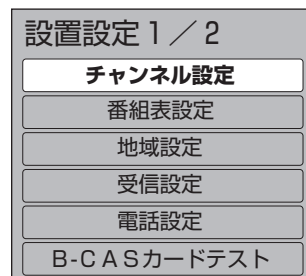 設置設定１／２
チャンネル設定
番組表設定
地域設定
受信設定
電話設定
Ｂ-ＣＡＳカードテスト